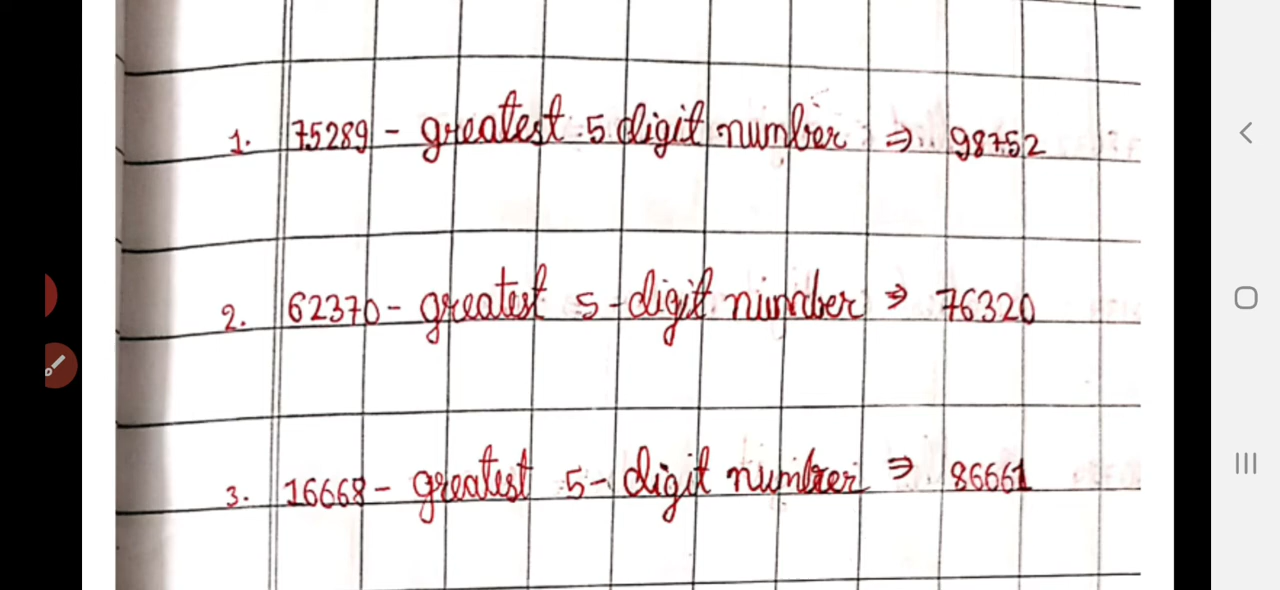 1. 75289 - greatest 5 digit number ⇒ 98752
2. 62370 - greatest 5 - digit number ⇒ 76320
3. 16668 - greatest 5 - digit number ⇒ 86661